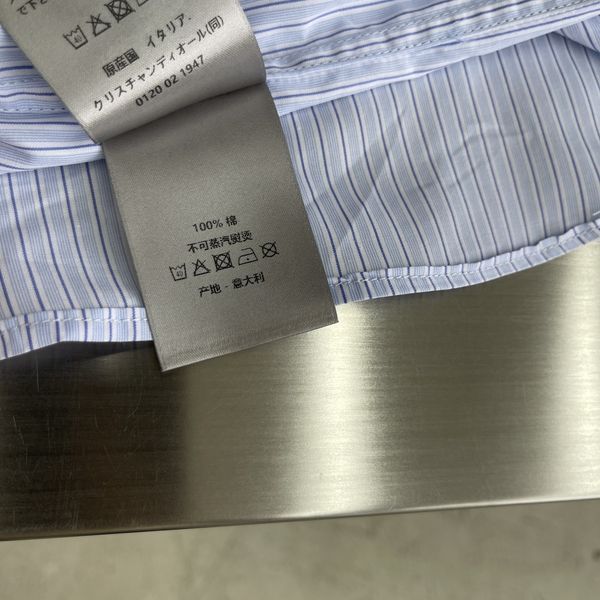 原産国 イタリア.
クリスチャンディオール(同)
0120 02 1947
100% 棉
不可蒸汽熨烫
40
产地 - 意大利